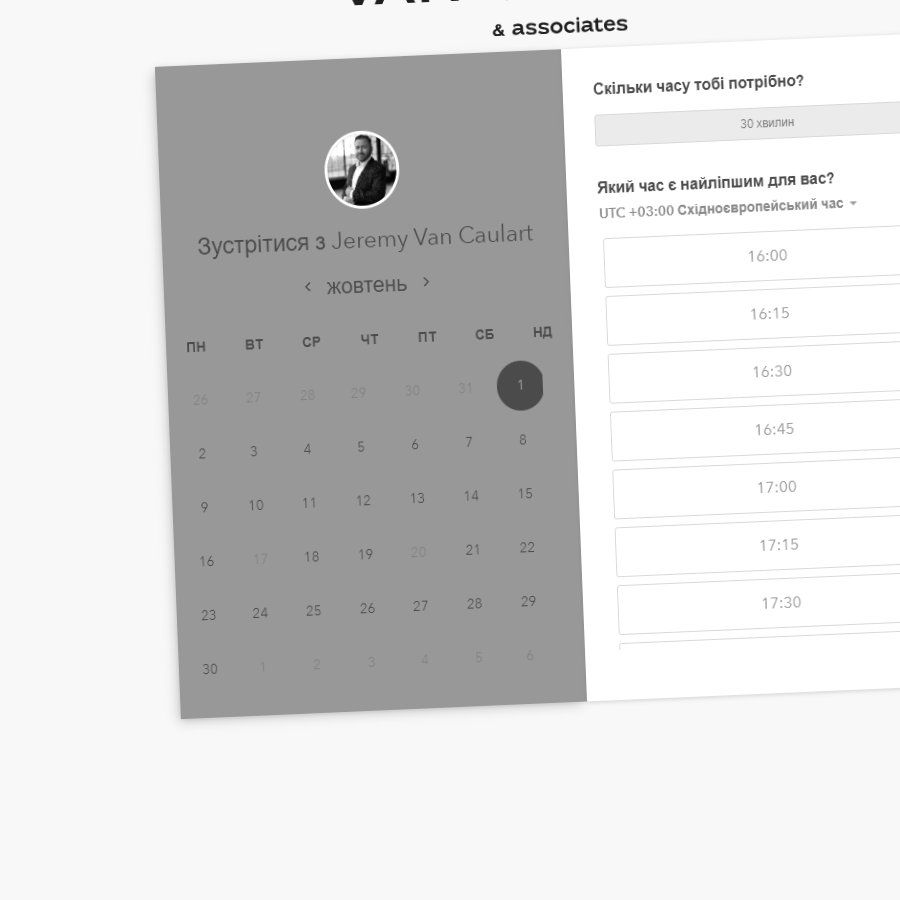 & associates
Зустрітися з Jeremy Van Caulart
‹ жовтень ›
ПН ВТ СР ЧТ ПТ СБ НД
26 27 28 29 30 31 1
2 3 4 5 6 7 8
9 10 11 12 13 14 15
16 17 18 19 20 21 22
23 24 25 26 27 28 29
30 1 2 3 4 5 6
Скільки часу тобі потрібно?
30 хвилин
Який час є найліпшим для вас?
UTC +03:00 Східноєвропейський час
16:00
16:15
16:30
16:45
17:00
17:15
17:30